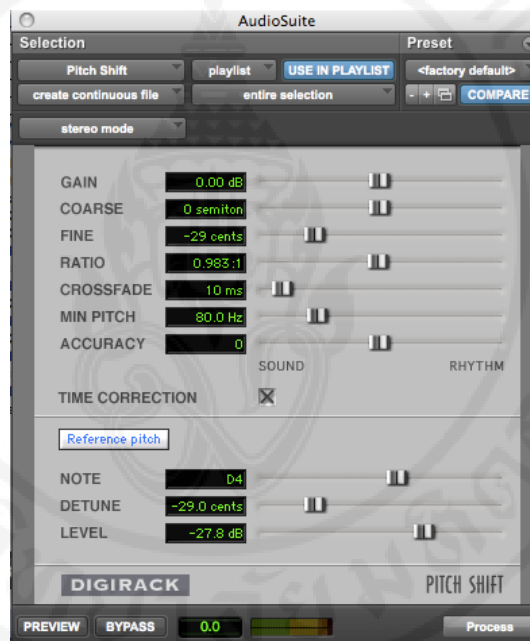 AudioSuite
Selection Preset
Pitch Shift playlist USE IN PLAYLIST <factory default>
create continuous file entire selection - + COMPARE
stereo mode
GAIN 0.00 dB
COARSE 0 semiton
FINE -29 cents
RATIO 0.983:1
CROSSFADE 10 ms
MIN PITCH 80.0 Hz
ACCURACY 0
SOUND RHYTHM
TIME CORRECTION
Reference pitch
NOTE D4
DETUNE -29.0 cents
LEVEL -27.8 dB
DIGIRACK PITCH SHIFT
PREVIEW BYPASS 0.0 Process